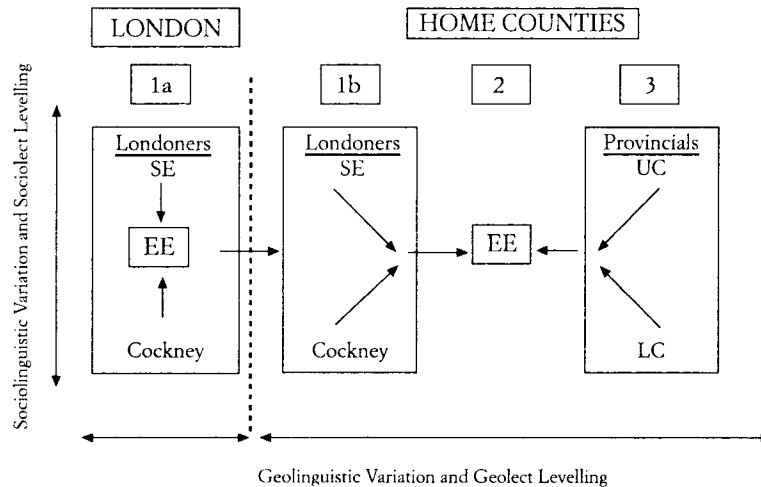 LONDON
HOME COUNTIES
1a
1b
2
3
Londoners
SE
EE
Cockney
Londoners
SE
Cockney
EE
Provincials
UC
LC
Sociolinguistic Variation and Sociolect Levelling
Geolinguistic Variation and Geolect Levelling